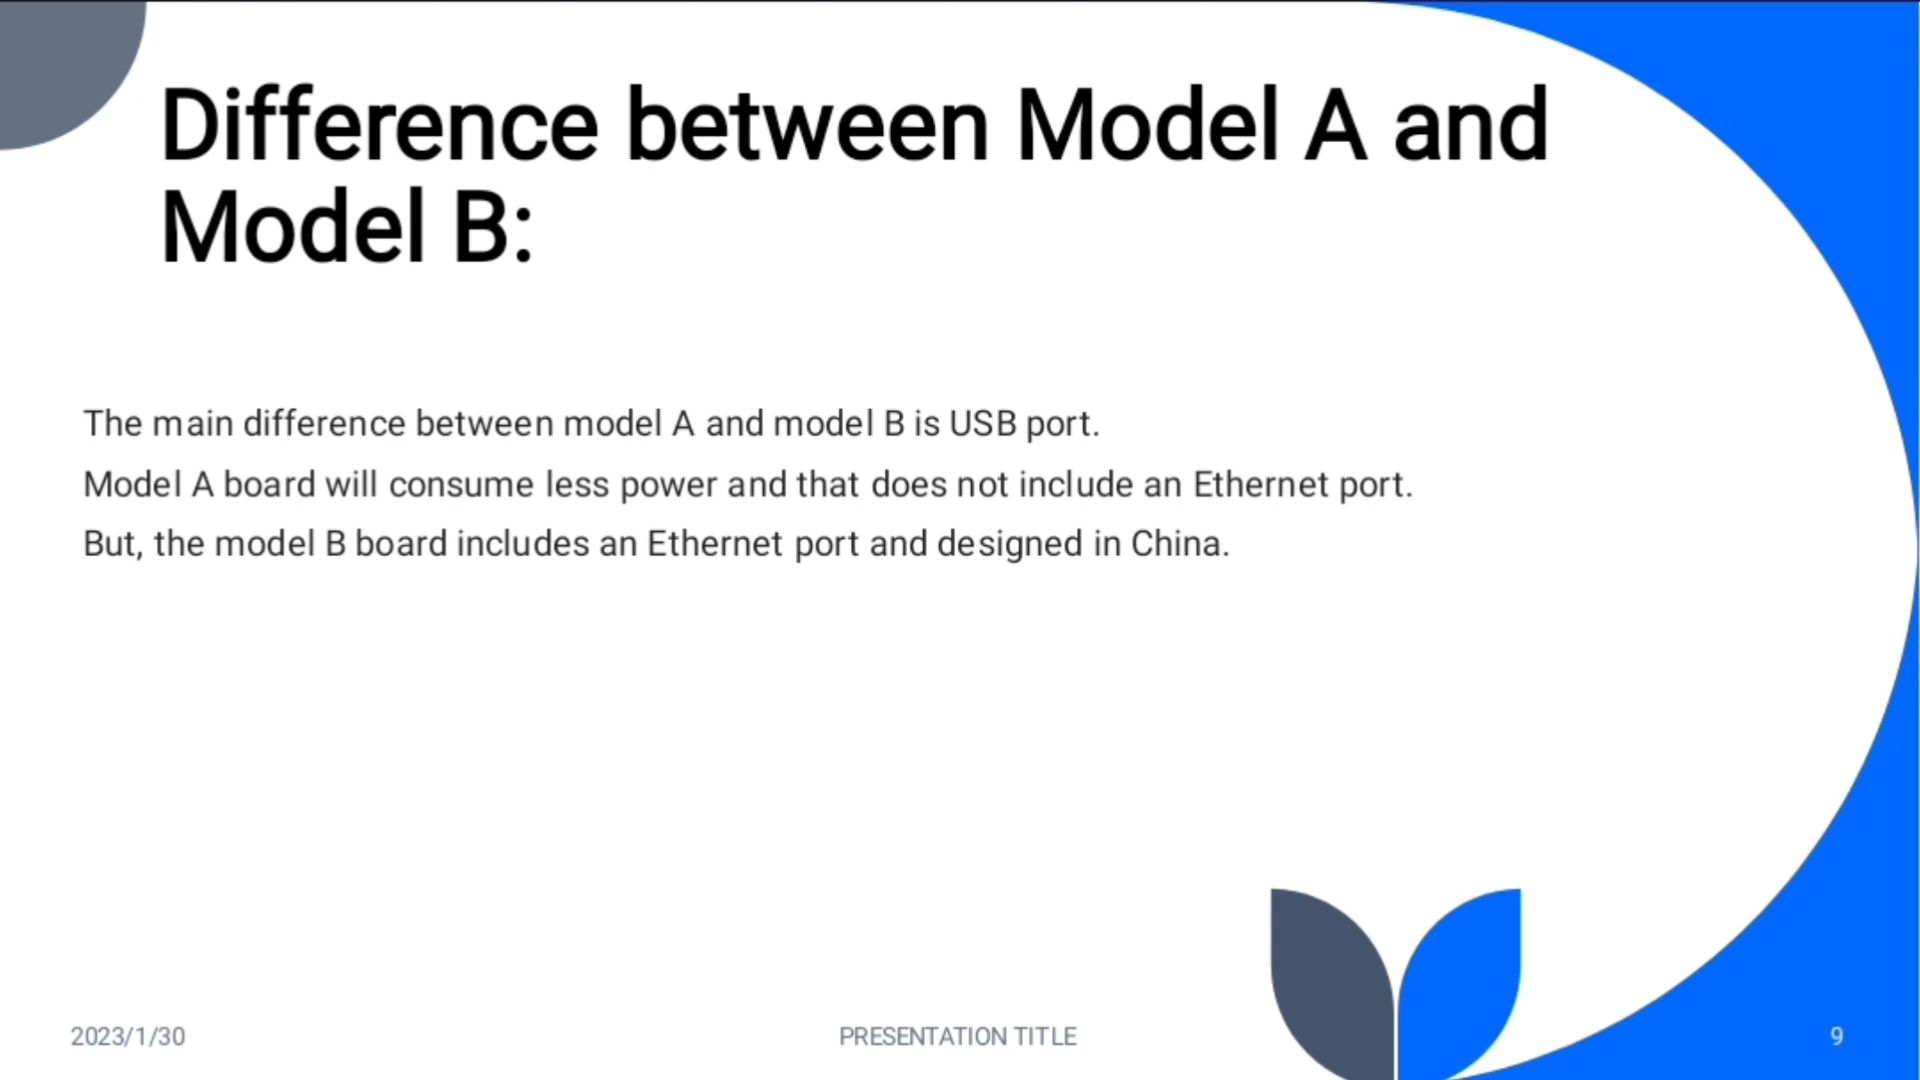 Difference between Model A and
Model B:
The main difference between model A and model B is USB port.
Model A board will consume less power and that does not include an Ethernet port.
But, the model B board includes an Ethernet port and designed in China.
2023/1/30
PRESENTATION TITLE
9